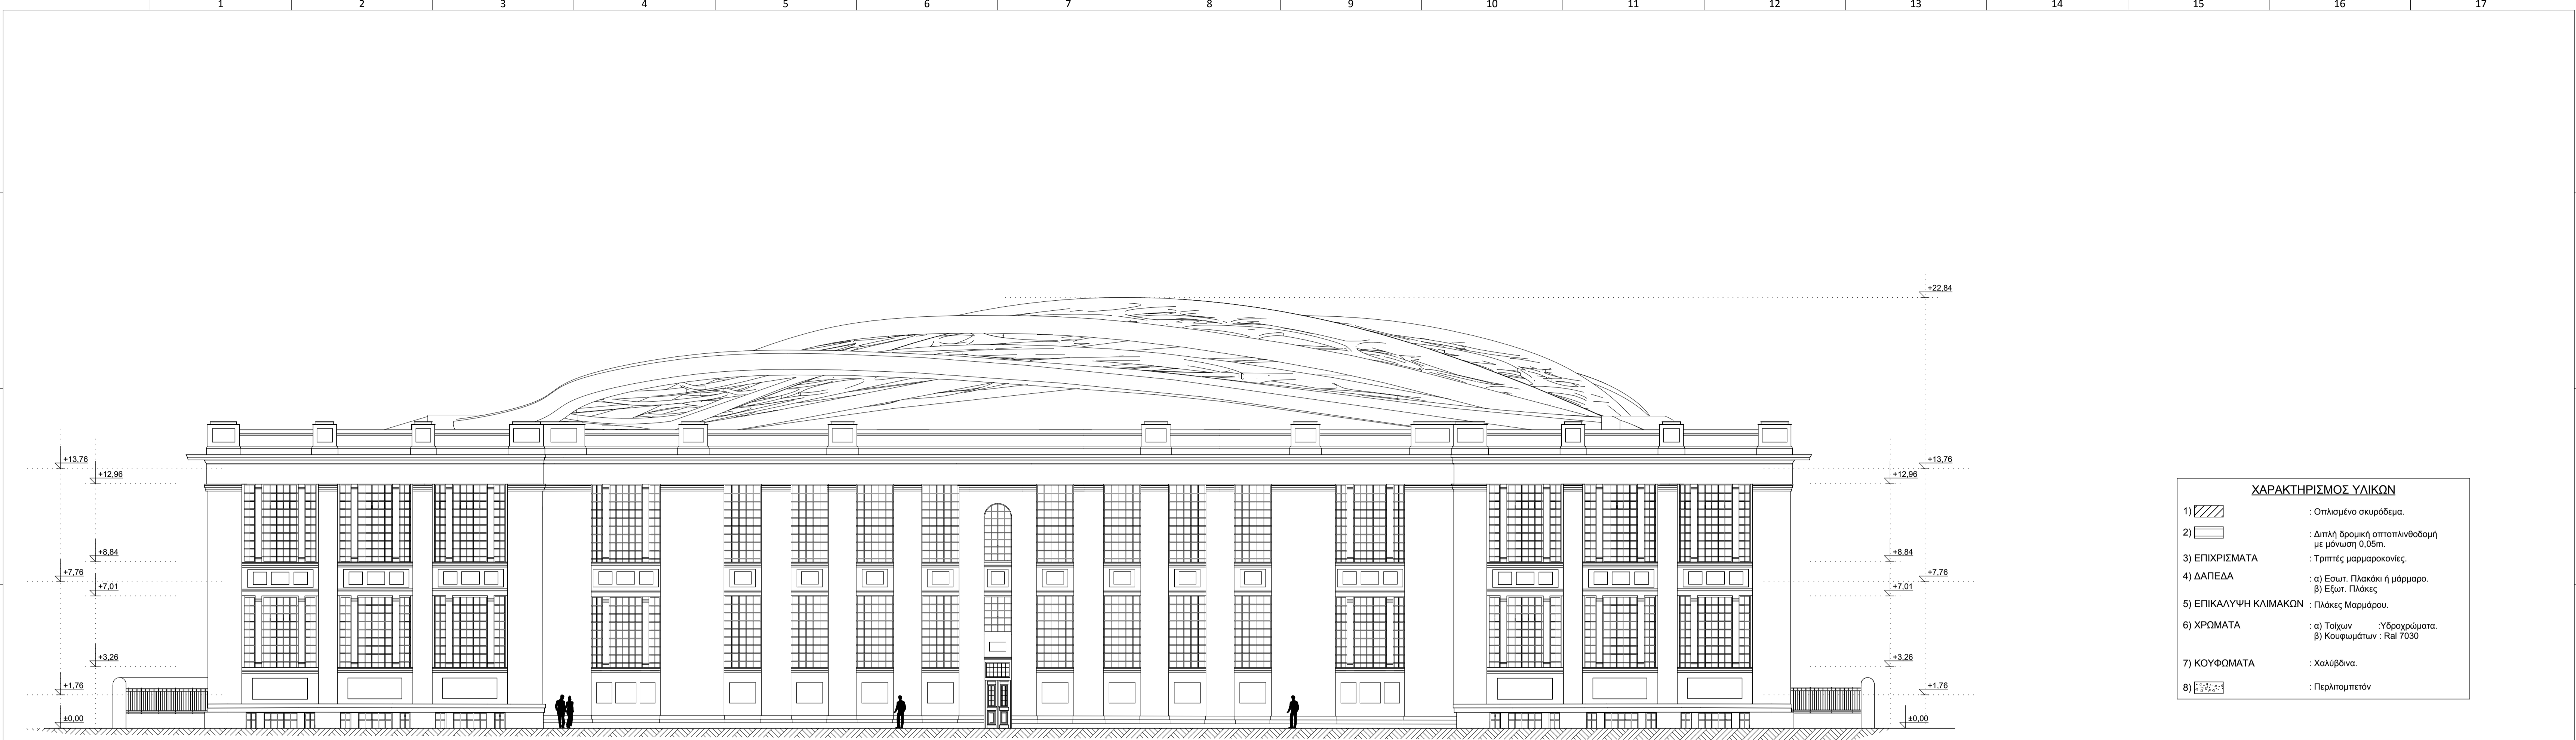 1 2 3 4 5 6 7 8 9 10 11 12 13 14 15 16 17
+22,84
+13,76
+12,96
+8,84
+7,76
+7,01
+3,26
+1,76
±0,00
+13,76
+12,96
+8,84
+7,76
+7,01
+3,26
+1,76
±0,00
ΧΑΡΑΚΤΗΡΙΣΜΟΣ ΥΛΙΚΩΝ
1) : Οπλισμένο σκυρόδεμα.
2) : Διπλή δρομική οπτοπλινθοδομή
με μόνωση 0,05m.
3) ΕΠΙΧΡΙΣΜΑΤΑ : Τριπτές μαρμαροκονίες.
4) ΔΑΠΕΔΑ : α) Εσωτ. Πλακάκι ή μάρμαρο.
β) Εξωτ. Πλάκες
5) ΕΠΙΚΑΛΥΨΗ ΚΛΙΜΑΚΩΝ : Πλάκες Μαρμάρου.
6) ΧΡΩΜΑΤΑ : α) Τοίχων :Υδροχρώματα.
β) Κουφωμάτων : Ral 7030
7) ΚΟΥΦΩΜΑΤΑ : Χαλύβδινα.
8) : Περλιτομπετόν